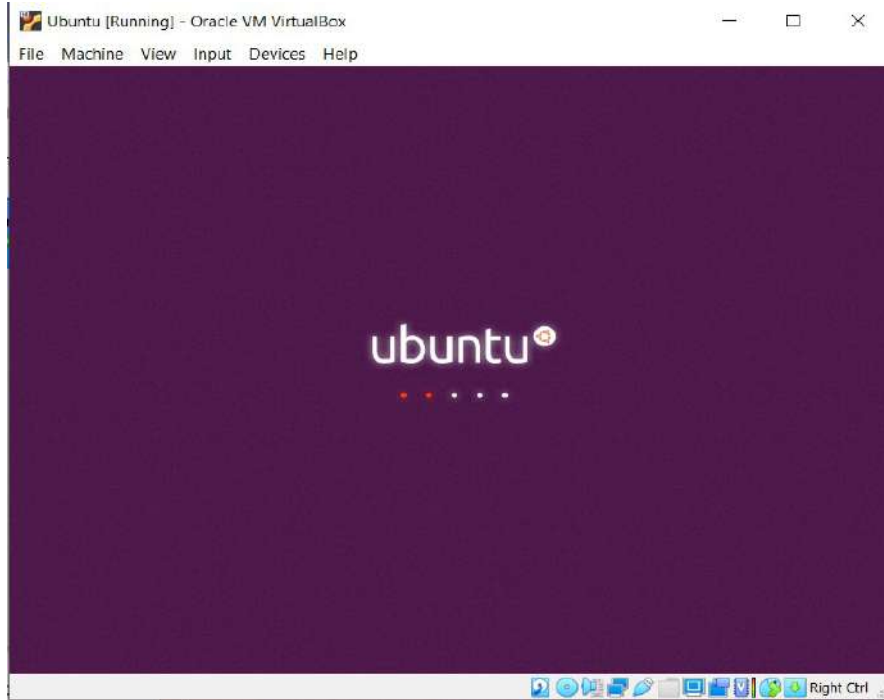 Ubuntu [Running] - Oracle VM VirtualBox
File Machine View Input Devices Help
ubuntu
Right Ctrl